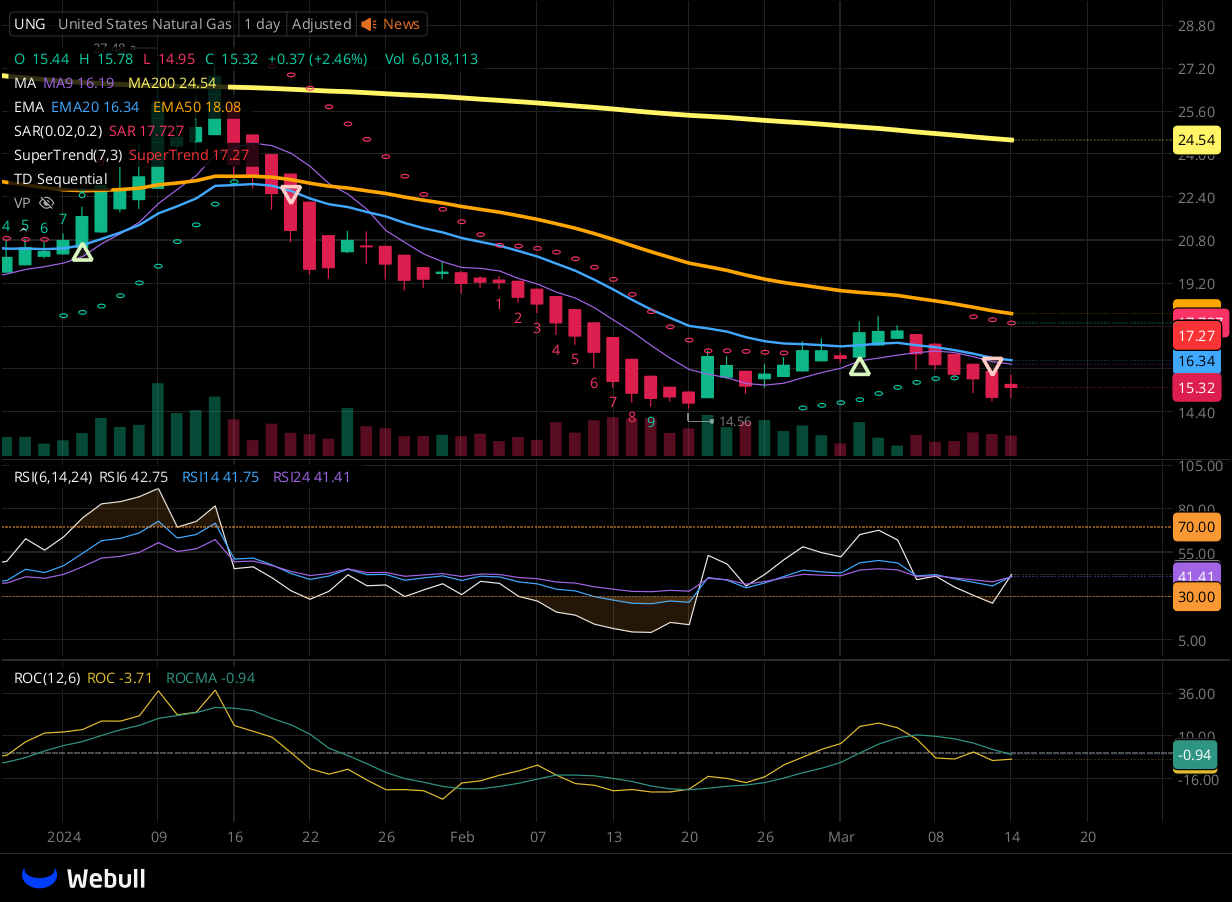 UNG United States Natural Gas 1 day Adjusted News
28.80
O 15.44 H 15.78 L 14.95 C 15.32 +0.37 (+2.46%) Vol 6,018,113
27.20
MA MA9 16.19 MA200 24.54
EMA EMA20 16.34 EMA50 18.08
25.60
SAR(0.02,0.2) SAR 17.727
24.54
SuperTrend(7,3) SuperTrend 17.27
24.00
TD Sequential
VP
22.40
4 5 6 7 8
20.80
19.20
1 2 3 4 5 6 7 8 9
17.727
17.27
16.34
15.32
14.40
14.56
RSI(6,14,24) RSI6 42.75 RSI14 41.75 RSI24 41.41
105.00
80.00
70.00
55.00
41.41
30.00
5.00
ROC(12,6) ROC -3.71 ROCMA -0.94
36.00
10.00
-0.94
-16.00
2024 09 16 22 26 Feb 07 13 20 26 Mar 08 14 20
Webull